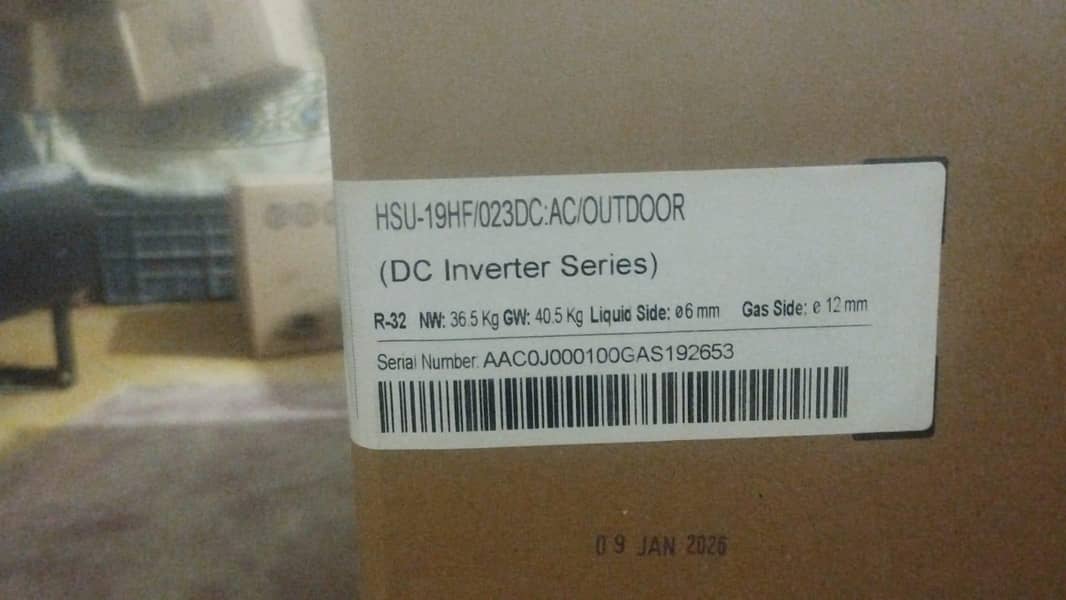 HSU-19HF/023DC:AC/OUTDOOR
(DC Inverter Series)
R-32 NW: 36.5 Kg GW: 40.5 Kg Liquid Side: ø6 mm Gas Side: ø 12 mm
Serial Number: AAC0J000100GAS192653
09 JAN 2026